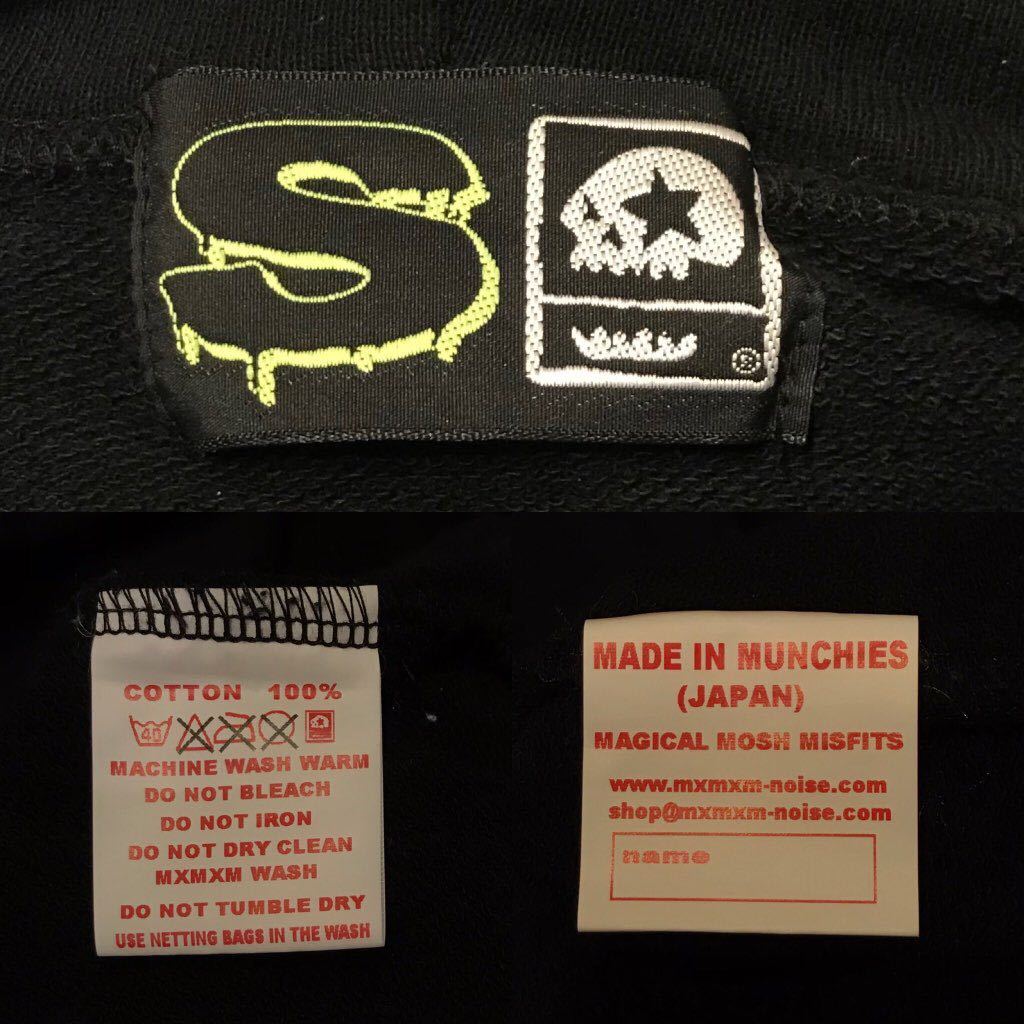 S
®
COTTON 100%
40
MACHINE WASH WARM
DO NOT BLEACH
DO NOT IRON
DO NOT DRY CLEAN
MXMXM WASH
DO NOT TUMBLE DRY
USE NETTING BAGS IN THE WASH
MADE IN MUNCHIES
(JAPAN)
MAGICAL MOSH MISFITS
www.mxmxm-noise.com
shop@mxmxm-noise.com
name